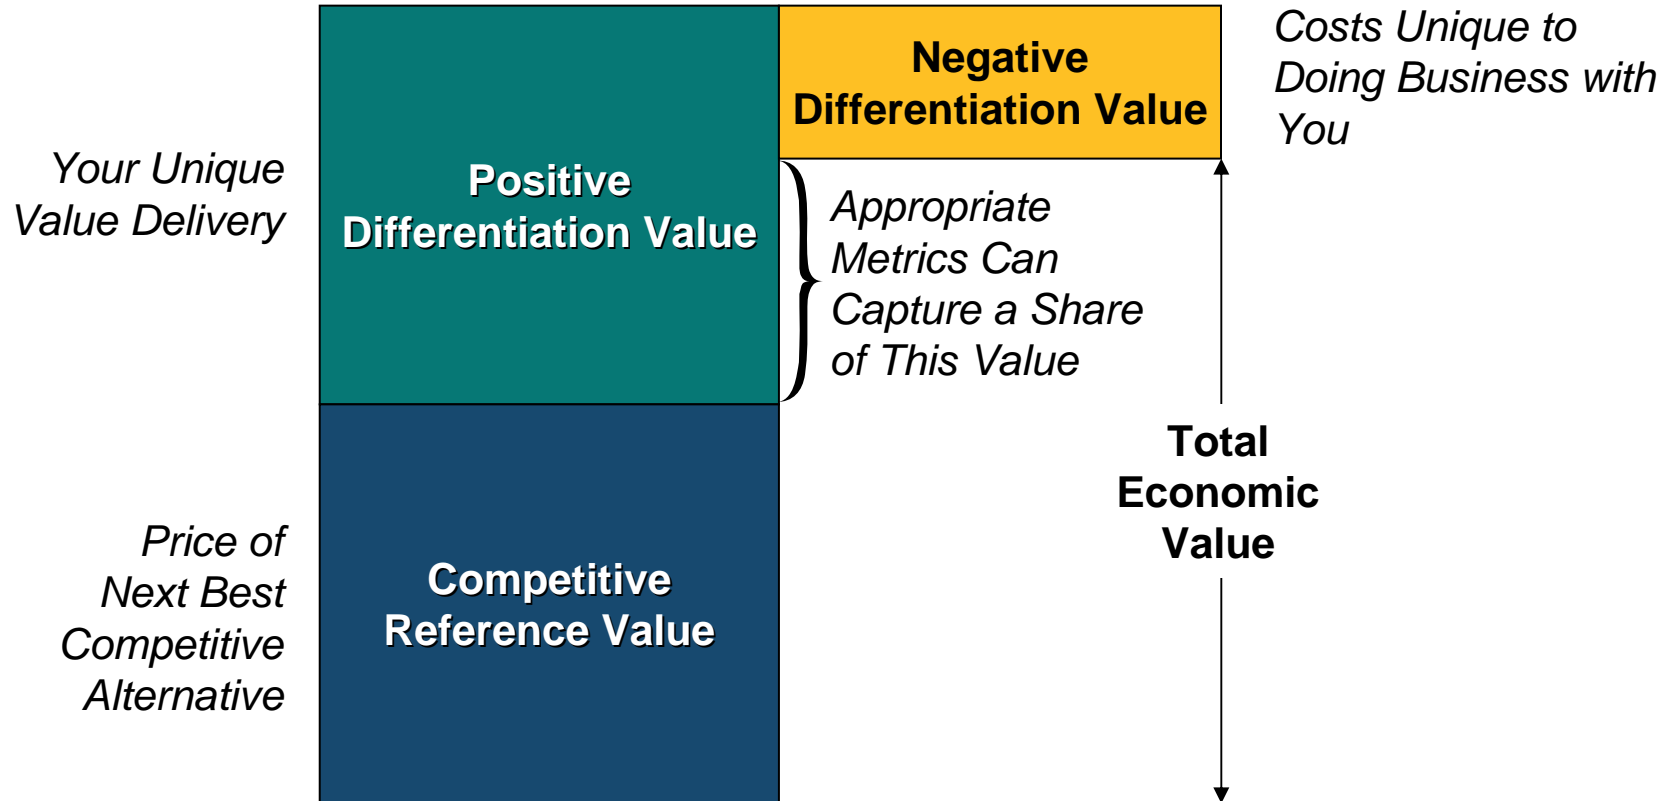 Your Unique
Value Delivery
Price of
Next Best
Competitive
Alternative
Positive
Differentiation Value
Competitive
Reference Value
Negative
Differentiation Value
Appropriate
Metrics Can
Capture a Share
of This Value
Total
Economic
Value
Costs Unique to
Doing Business with
You